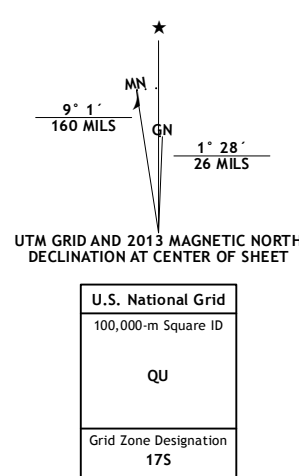 ★
MN
GN
9° 1´
160 MILS
1° 28´
26 MILS
UTM GRID AND 2013 MAGNETIC NORTH
DECLINATION AT CENTER OF SHEET
U.S. National Grid
100,000-m Square ID
QU
Grid Zone Designation
17S